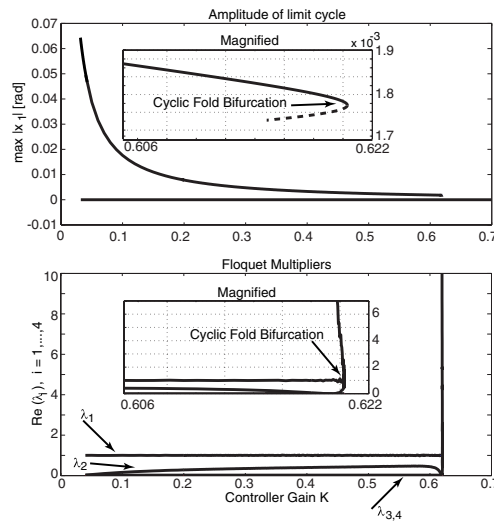 Amplitude of limit cycle
0.07
0.06
0.05
0.04
0.03
0.02
0.01
0
-0.01
max |x₁| [rad]
Magnified
x 10⁻³
1.9
1.8
1.7
Cyclic Fold Bifurcation
0.606
0.622
0 0.1 0.2 0.3 0.4 0.5 0.6 0.7
Floquet Multipliers
10
8
6
4
2
0
Re (λᵢ), i = 1,...,4
Magnified
6
4
2
0
Cyclic Fold Bifurcation
0.606
0.622
λ₁
λ₂
0 0.1 0.2 0.3 0.4 0.5 0.6 0.7
Controller Gain K
λ₃,₄